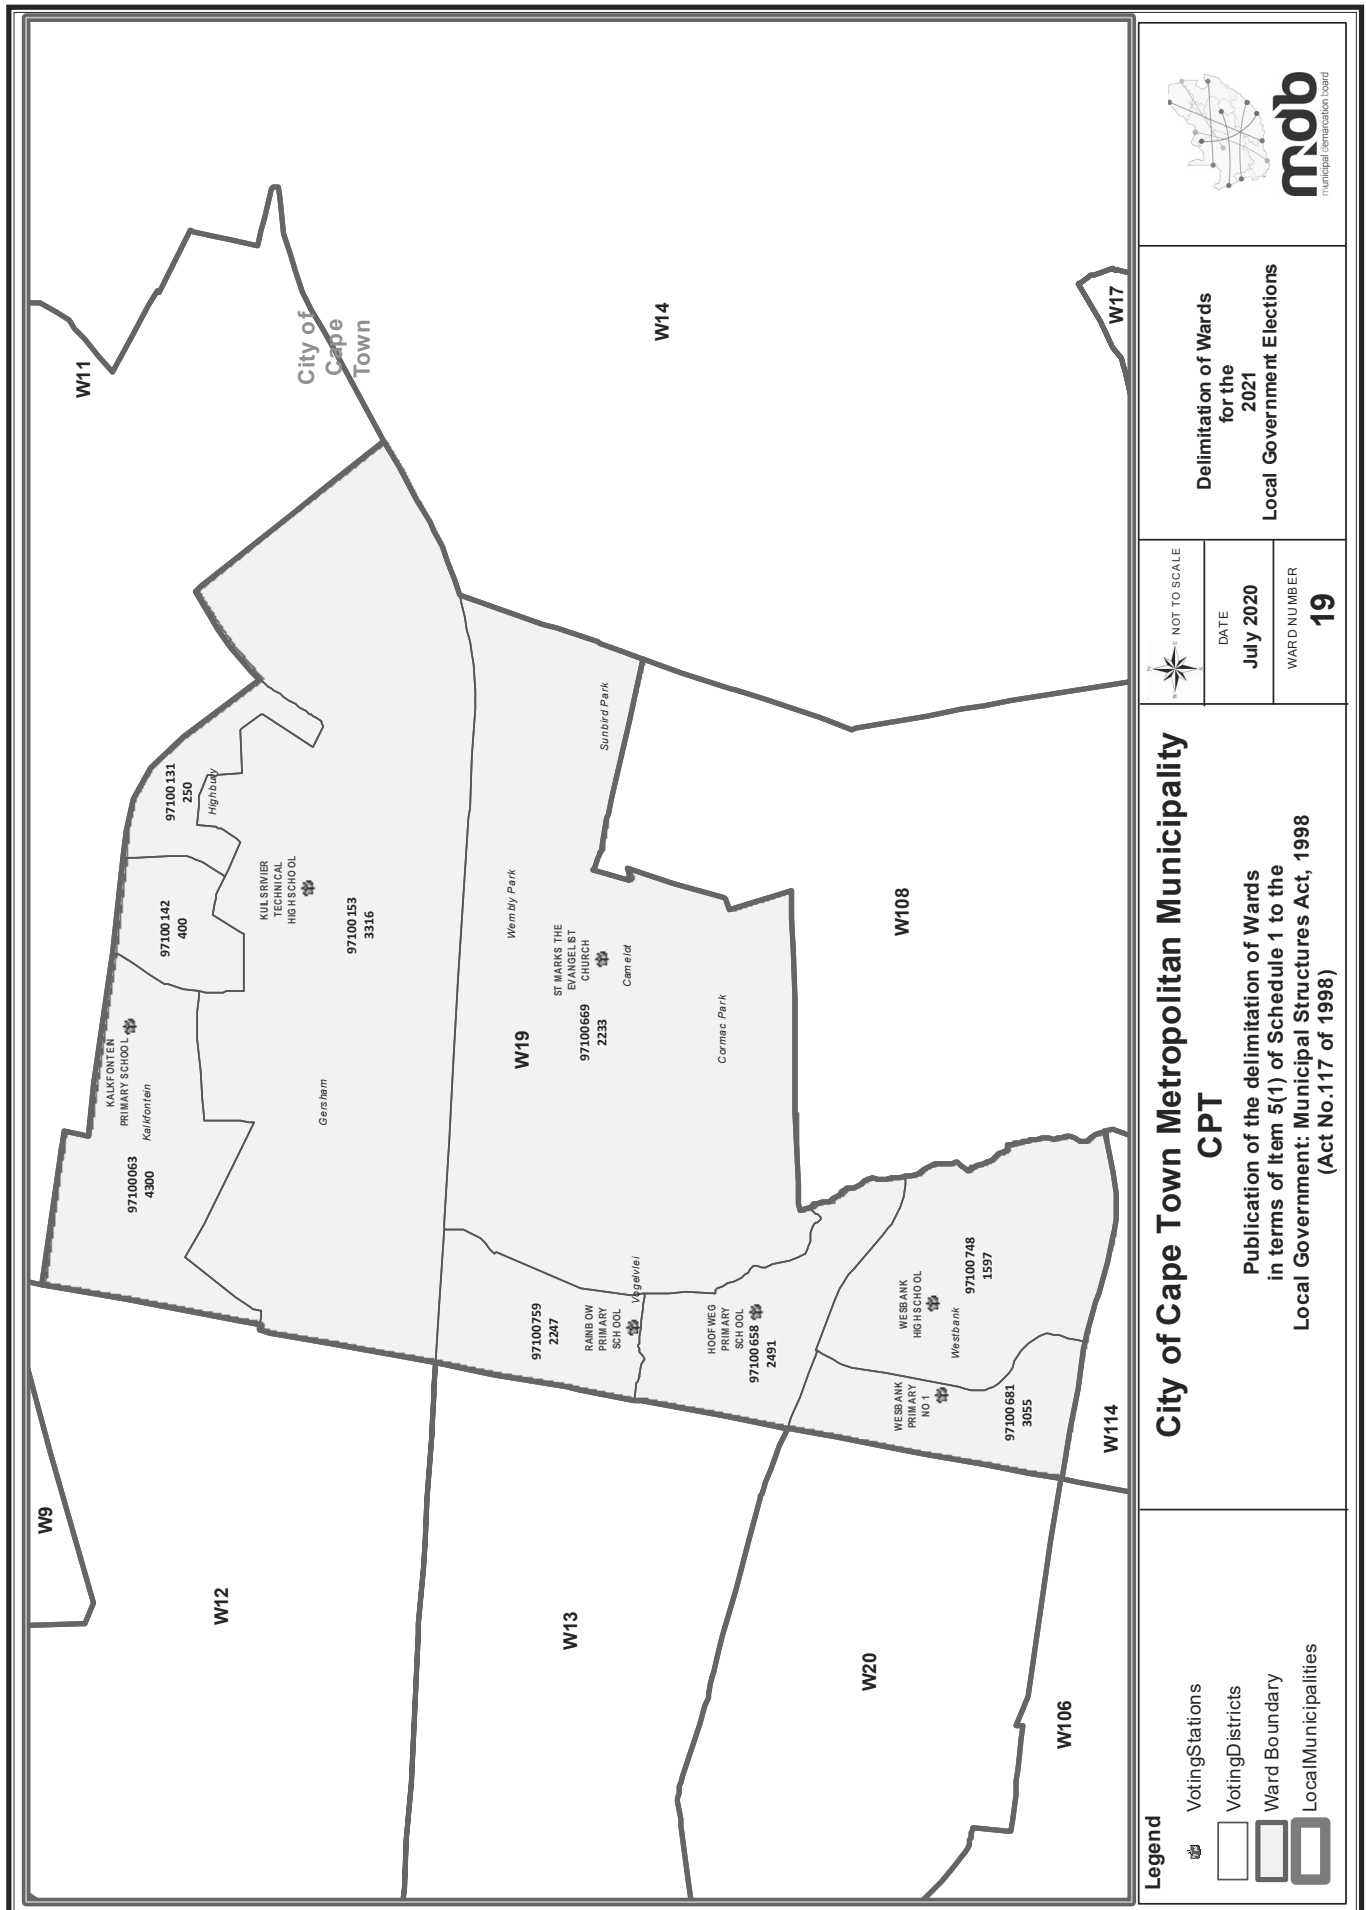 W11
City of
Cape
Town
W14
W17
97100131
250
Highbury
97100142
400
KUILSRIVIER
TECHNICAL
HIGH SCHOOL
97100153
3316
KALKFONTEN
PRIMARY SCHOOL
Kalkfontein
97100063
4300
Gersham
Sunbird Park
Wembly Park
ST MARKS THE
EVANGELIST
CHURCH
Camelot
W19
97100669
2233
Cormac Park
W108
97100759
2247
RAINBOW
PRIMARY
SCHOOL
Vogelvlei
HOOFWEG
PRIMARY
SCHOOL
97100658
2491
WESBANK
HIGH SCHOOL
97100748
1597
Westbank
WESBANK
PRIMARY
NO 1
97100681
3055
W114
W9
W12
W13
W20
W106
Legend
VotingStations
VotingDistricts
Ward Boundary
LocalMunicipalities
City of Cape Town Metropolitan Municipality
CPT
Publication of the delimitation of Wards
in terms of Item 5(1) of Schedule 1 to the
Local Government: Municipal Structures Act, 1998
(Act No.117 of 1998)
N
E
S
W
NOT TO SCALE
DATE
July 2020
WARD NUMBER
19
Delimitation of Wards
for the
2021
Local Government Elections
mdb
municipal demarcation board